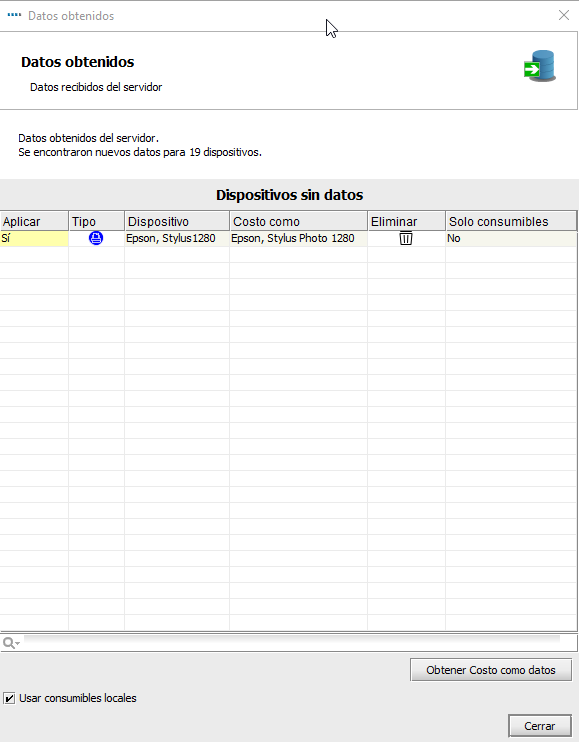 Datos obtenidos
Datos obtenidos
Datos recibidos del servidor
Datos obtenidos del servidor.
Se encontraron nuevos datos para 19 dispositivos.
Dispositivos sin datos
Aplicar Tipo Dispositivo Costo como Eliminar Solo consumibles
Sí Epson, Stylus1280 Epson, Stylus Photo 1280 No
Obtener Costo como datos
Usar consumibles locales
Cerrar